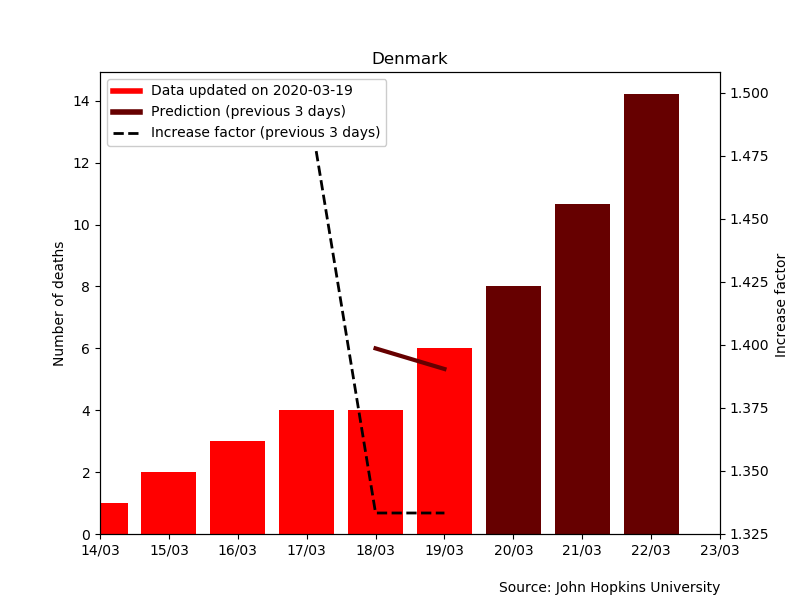 Denmark
Data updated on 2020-03-19
Prediction (previous 3 days)
Increase factor (previous 3 days)
Number of deaths
14
12
10
8
6
4
2
0
1.500
1.475
1.450
1.425
1.400
1.375
1.350
1.325
Increase factor
14/03 15/03 16/03 17/03 18/03 19/03 20/03 21/03 22/03 23/03
Source: John Hopkins University